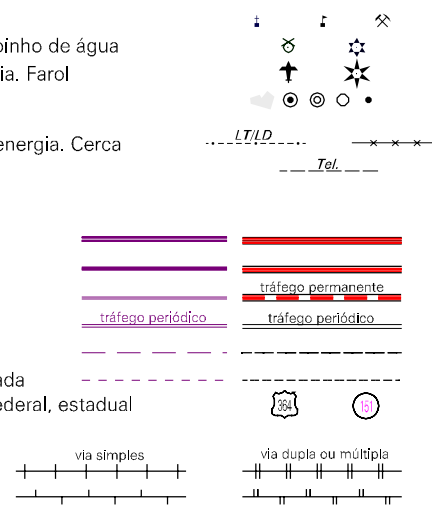 oinho de água
ia. Farol
energia. Cerca
LT/LD
Tel.
tráfego permanente
tráfego periódico
tráfego periódico
ada
ederal, estadual
364
161
via simples
via dupla ou múltipla